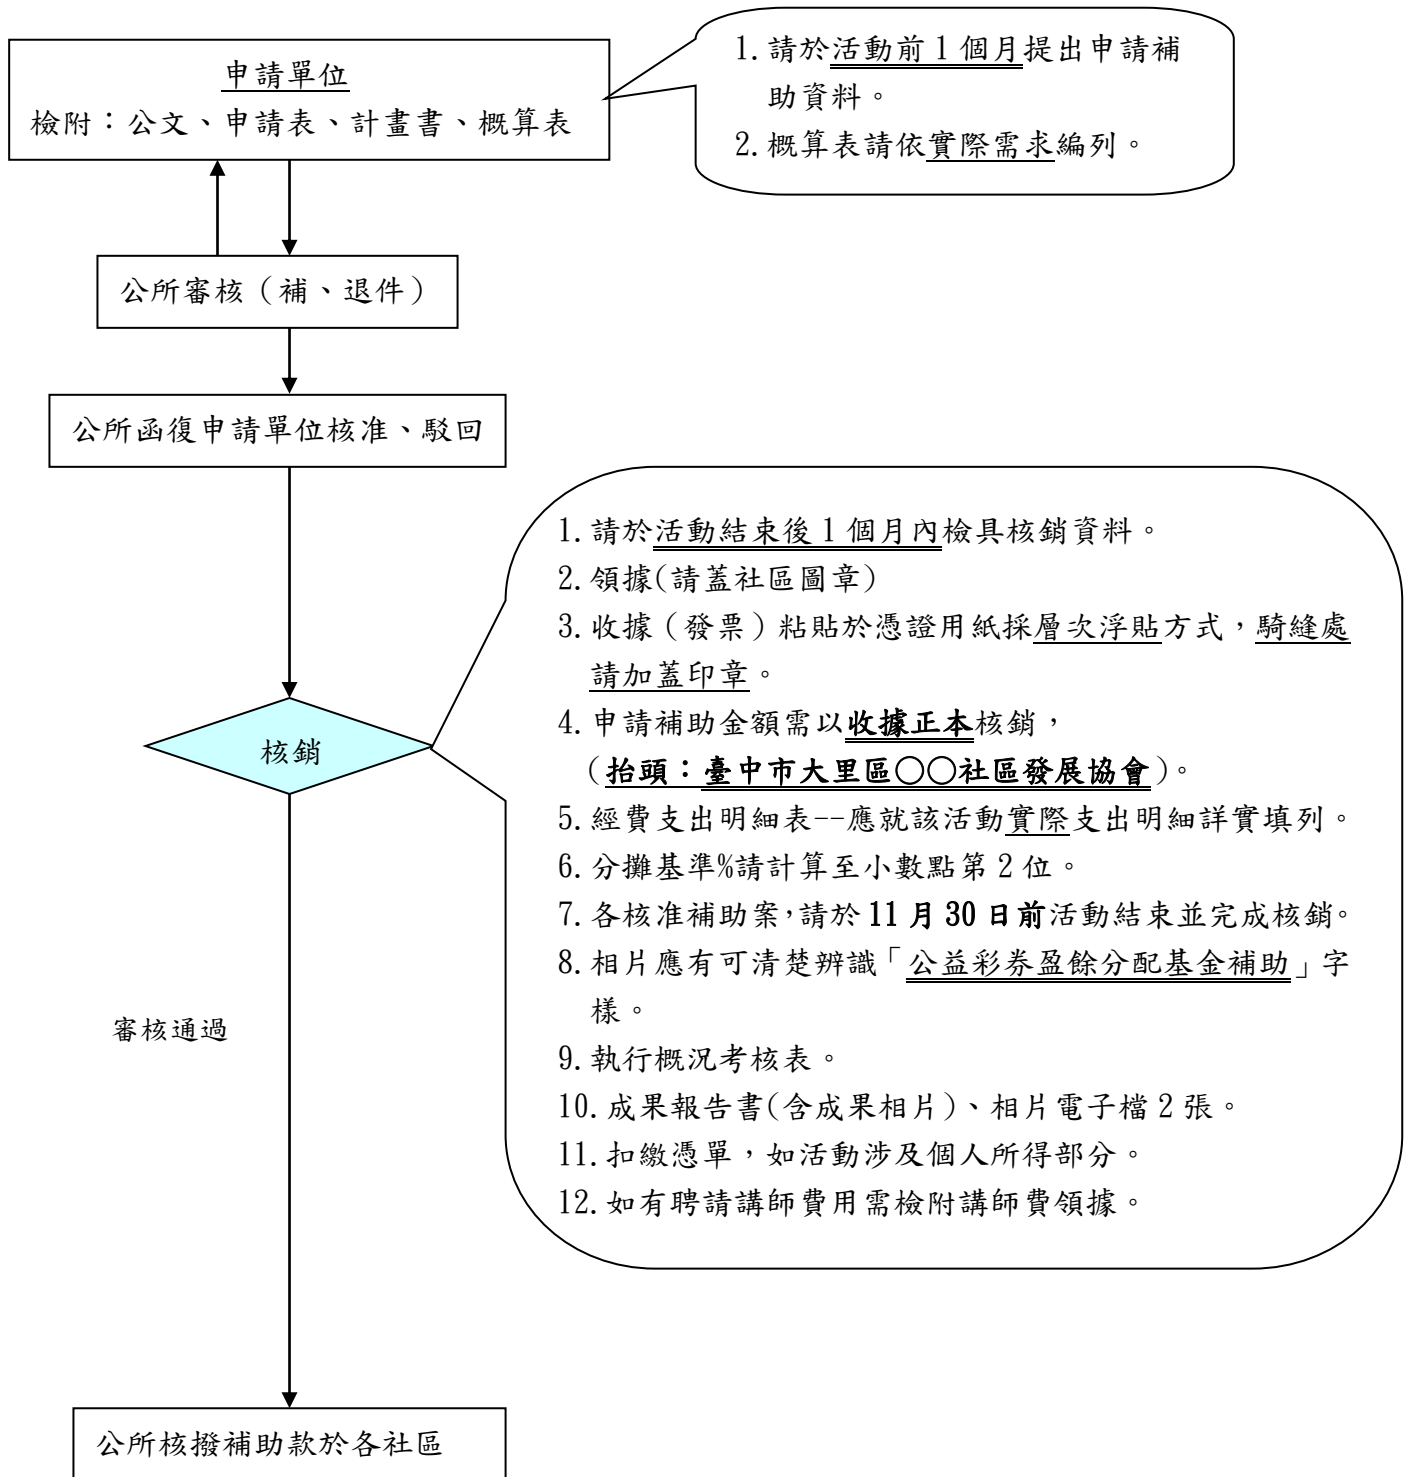 申請單位
檢附：公文、申請表、計畫書、概算表
1.請於活動前1個月提出申請補
助資料。
2.概算表請依實際需求編列。
公所審核（補、退件）
公所函復申請單位核准、駁回
核銷
1.請於活動結束後1個月內檢具核銷資料。
2.領據(請蓋社區圖章)
3.收據（發票）粘貼於憑證用紙採層次浮貼方式，騎縫處
請加蓋印章。
4.申請補助金額需以收據正本核銷，
(抬頭：臺中市大里區○○社區發展協會)。
5.經費支出明細表--應就該活動實際支出明細詳實填列。
6.分攤基準%請計算至小數點第2位。
7.各核准補助案，請於11月30日前活動結束並完成核銷。
8.相片應有可清楚辨識「公益彩券盈餘分配基金補助」字
樣。
9.執行概況考核表。
10.成果報告書(含成果相片)、相片電子檔2張。
11.扣繳憑單，如活動涉及個人所得部分。
12.如有聘請講師費用需檢附講師費領據。
審核通過
公所核撥補助款於各社區